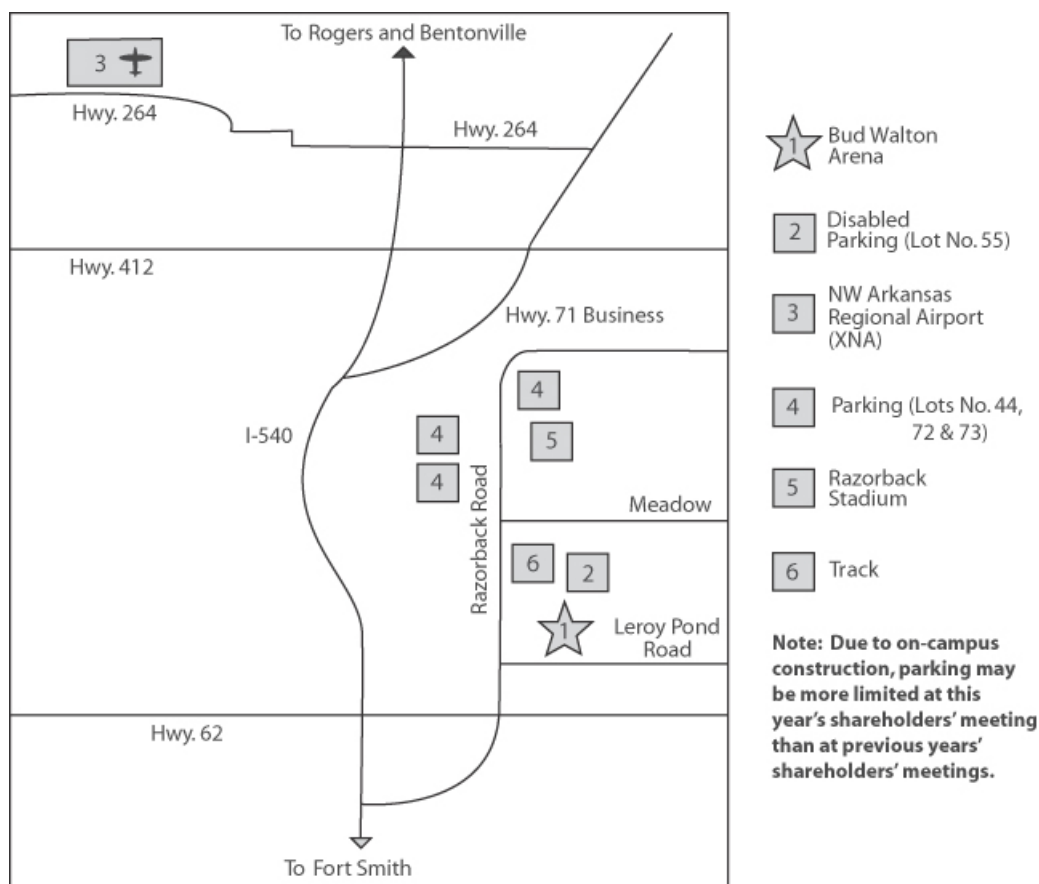 To Rogers and Bentonville
3
Hwy. 264
Hwy. 264
Hwy. 412
Hwy. 71 Business
I-540
4
4
4
5
Razorback Road
Meadow
6
2
1
Leroy Pond
Road
Hwy. 62
To Fort Smith
1
Bud Walton
Arena
2
Disabled
Parking (Lot No. 55)
3
NW Arkansas
Regional Airport
(XNA)
4
Parking (Lots No. 44,
72 & 73)
5
Razorback
Stadium
6
Track
Note: Due to on-campus
construction, parking may
be more limited at this
year's shareholders' meeting
than at previous years'
shareholders' meetings.